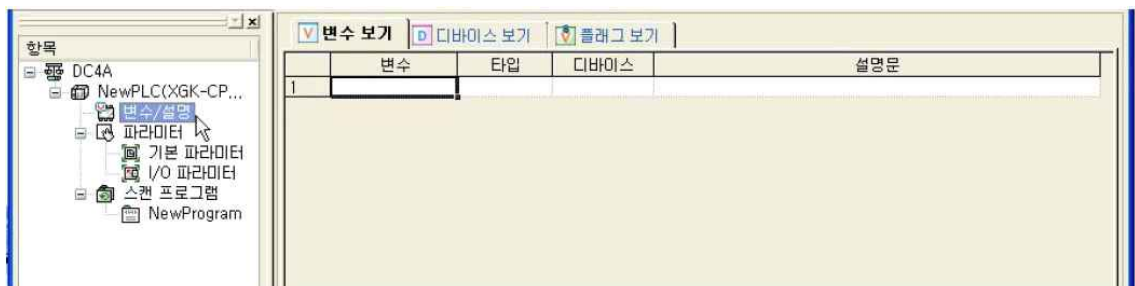 항목
DC4A
NewPLC(XGK-CP...
변수/설명
파라미터
기본 파라미터
I/O 파라미터
스캔 프로그램
NewProgram
V 변수 보기 D 디바이스 보기 플래그 보기
변수 타입 디바이스 설명문
1